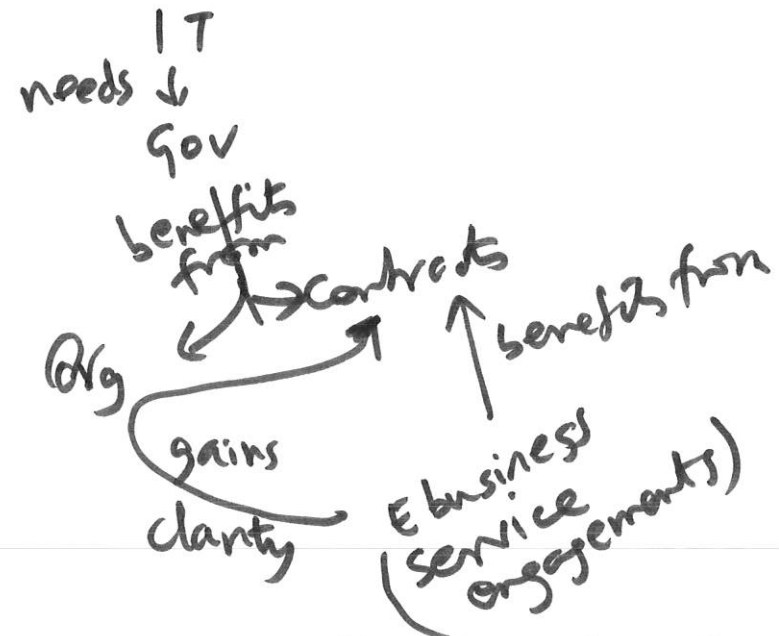 IT
needs
Gov
benefits
from
Contracts
benefits from
Org
gains
clarity
E business
(service
engagements)